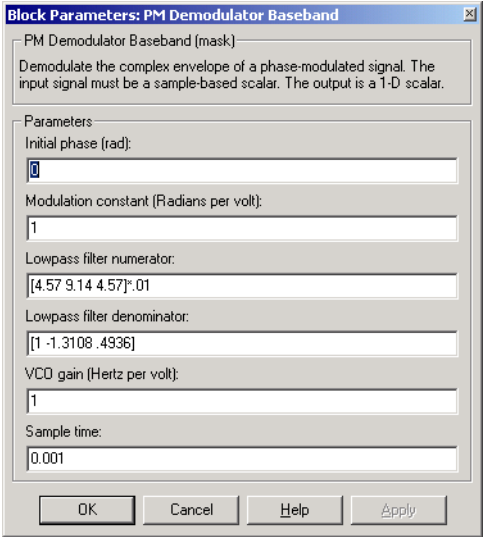 Block Parameters: PM Demodulator Baseband
PM Demodulator Baseband (mask)
Demodulate the complex envelope of a phase-modulated signal. The
input signal must be a sample-based scalar. The output is a 1-D scalar.
Parameters
Initial phase (rad):
0
Modulation constant (Radians per volt):
1
Lowpass filter numerator:
[4.57 9.14 4.57]*.01
Lowpass filter denominator:
[1 -1.3108 .4936]
VCO gain (Hertz per volt):
1
Sample time:
0.001
OK Cancel Help Apply